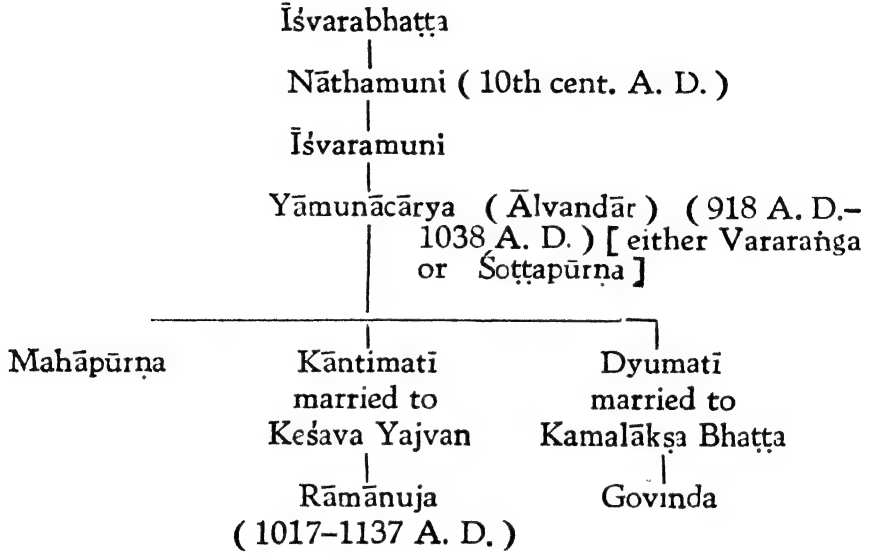 Īśvarabhaṭṭa
Nāthamuni ( 10th cent. A. D. )
Īśvaramuni
Yāmunācārya ( Ālvandār ) ( 918 A. D.–
1038 A. D. ) [ either Vararaṅga
or Śoṭṭapūrṇa ]
Mahāpūrṇa Kāntimatī Dyumatī
married to married to
Keśava Yajvan Kamalākṣa Bhaṭṭa
Rāmānuja Govinda
( 1017–1137 A. D. )